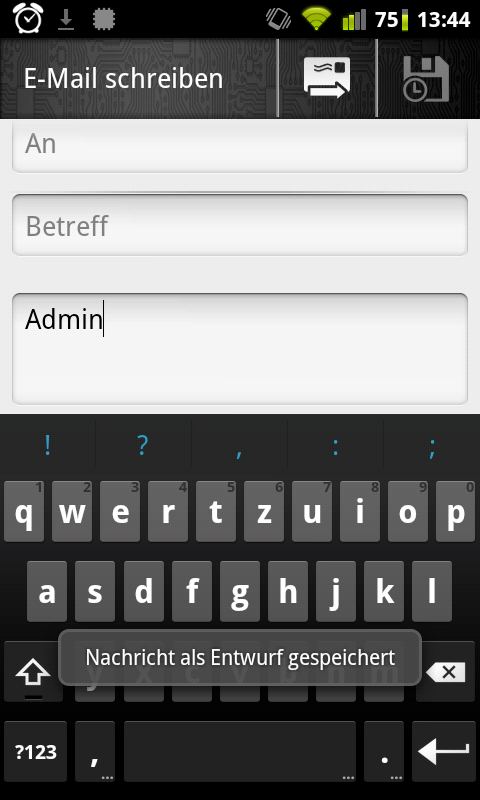 75 13:44
E-Mail schreiben
An
Betreff
Admin
! ? , : ;
1 2 3 4 5 6 7 8 9 0
q w e r t z u i o p
a s d f g h j k l
y x c v b n m
Nachricht als Entwurf gespeichert
?123 , ... ... . ...